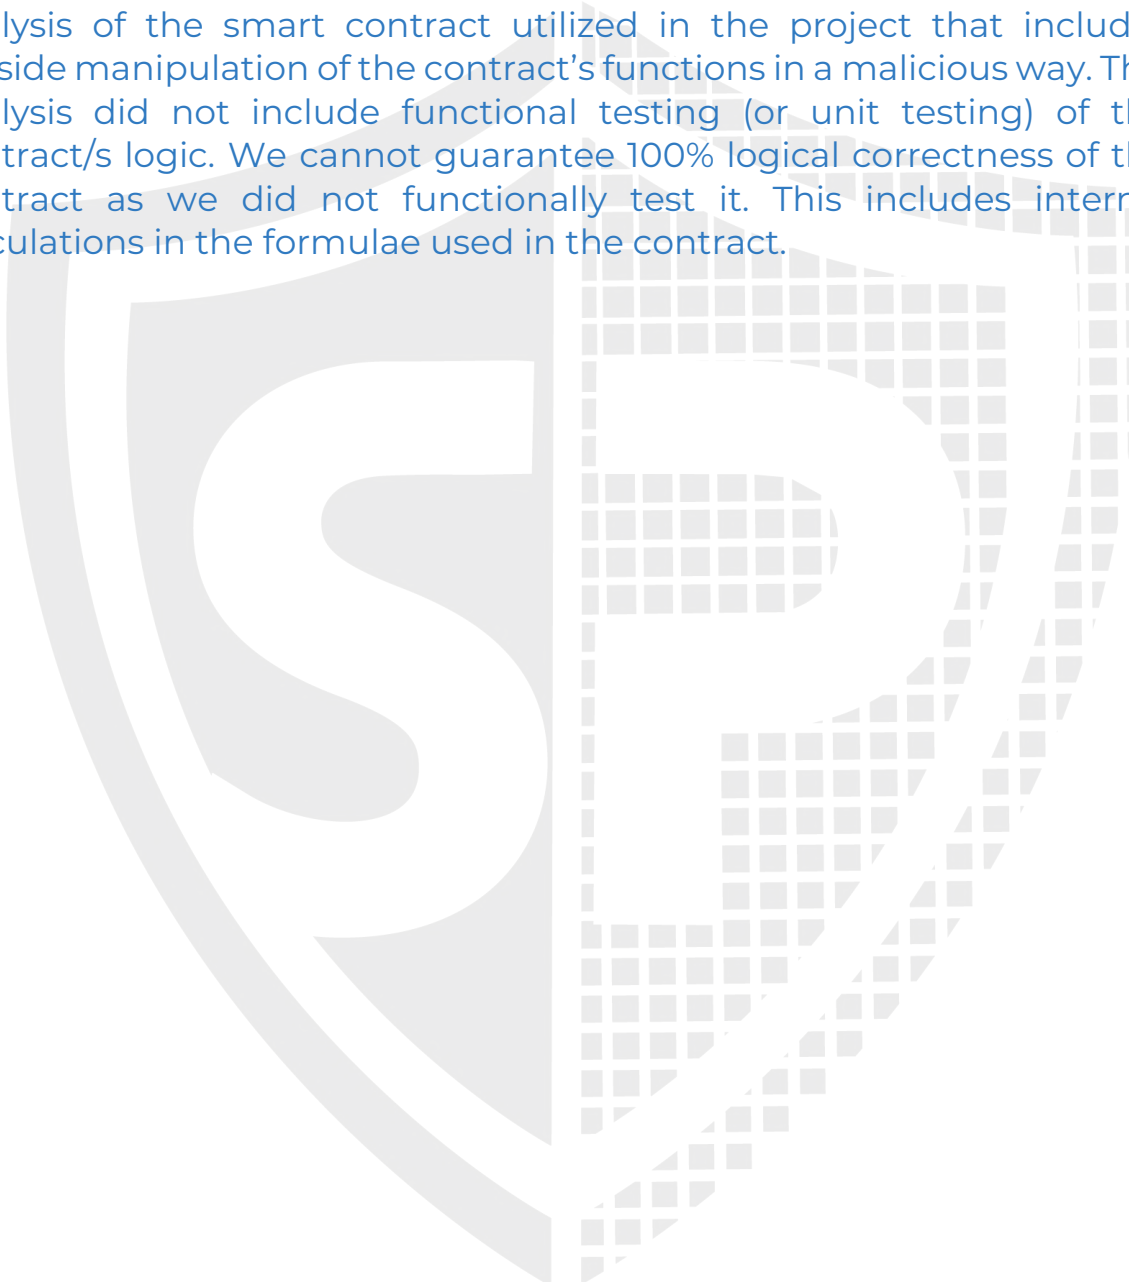 lysis of the smart contract utilized in the project that includ
side manipulation of the contract's functions in a malicious way. Th
lysis did not include functional testing (or unit testing) of th
tract/s logic. We cannot guarantee 100% logical correctness of th
tract as we did not functionally test it. This includes intern
culations in the formulae used in the contract.
SP